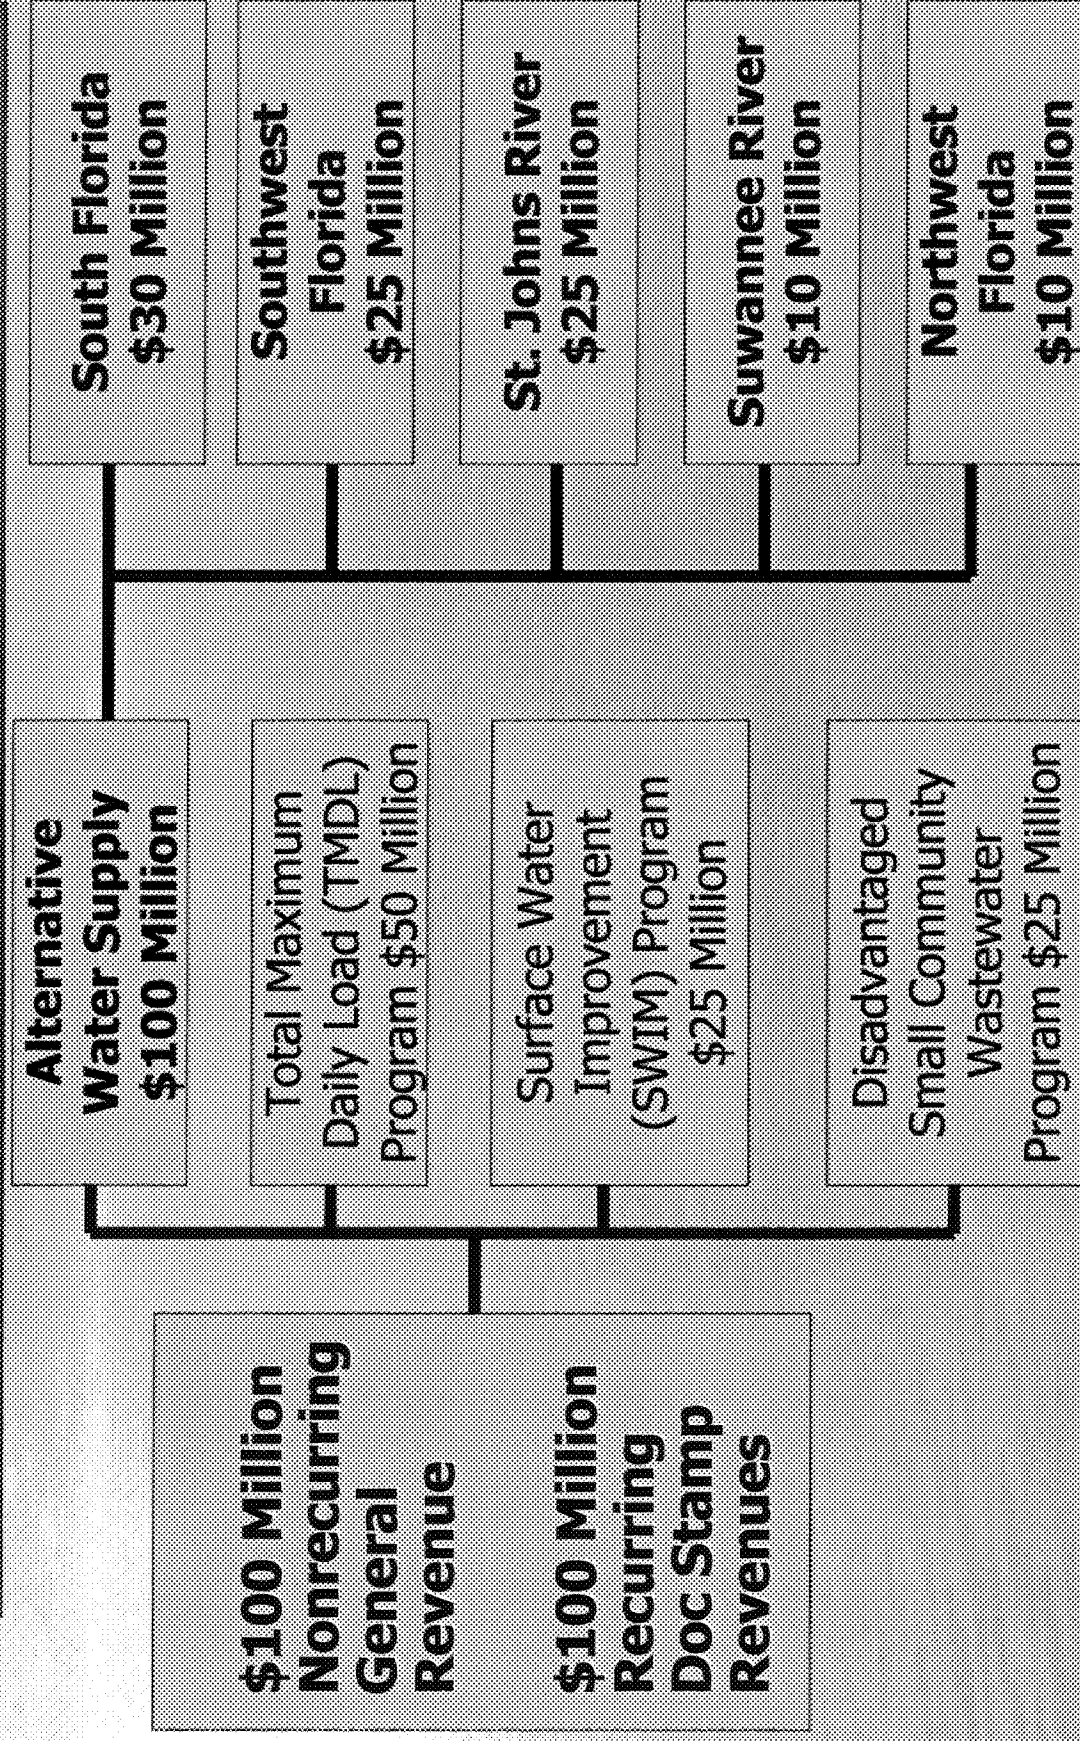 $100 Million
Nonrecurring
General
Revenue
$100 Million
Recurring
Doc Stamp
Revenues
Alternative
Water Supply
$100 Million
Total Maximum
Daily Load (TMDL)
Program $50 Million
Surface Water
Improvement
(SWIM) Program
$25 Million
Disadvantaged
Small Community
Wastewater
Program $25 Million
South Florida
$30 Million
Southwest
Florida
$25 Million
St. Johns River
$25 Million
Suwannee River
$10 Million
Northwest
Florida
$10 Million